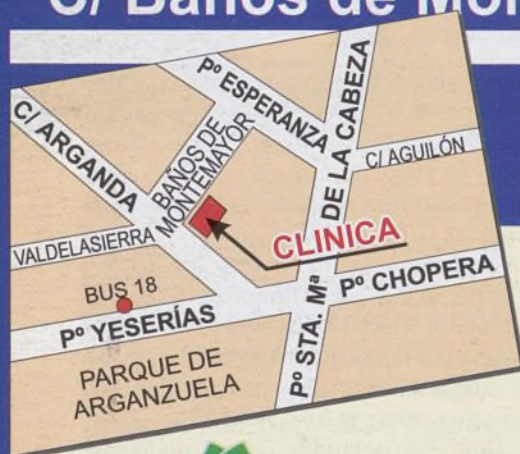 C/ Baños de Mon
Pº ESPERANZA
C/ ARGANDA
BAÑOS DE
MONTEMAYOR
DE LA CABEZA
C/ AGUILÓN
VALDELASIERRA
CLINICA
BUS 18
Pº CHOPERA
Pº YESERÍAS
Pº STA. Mª
PARQUE DE
ARGANZUELA